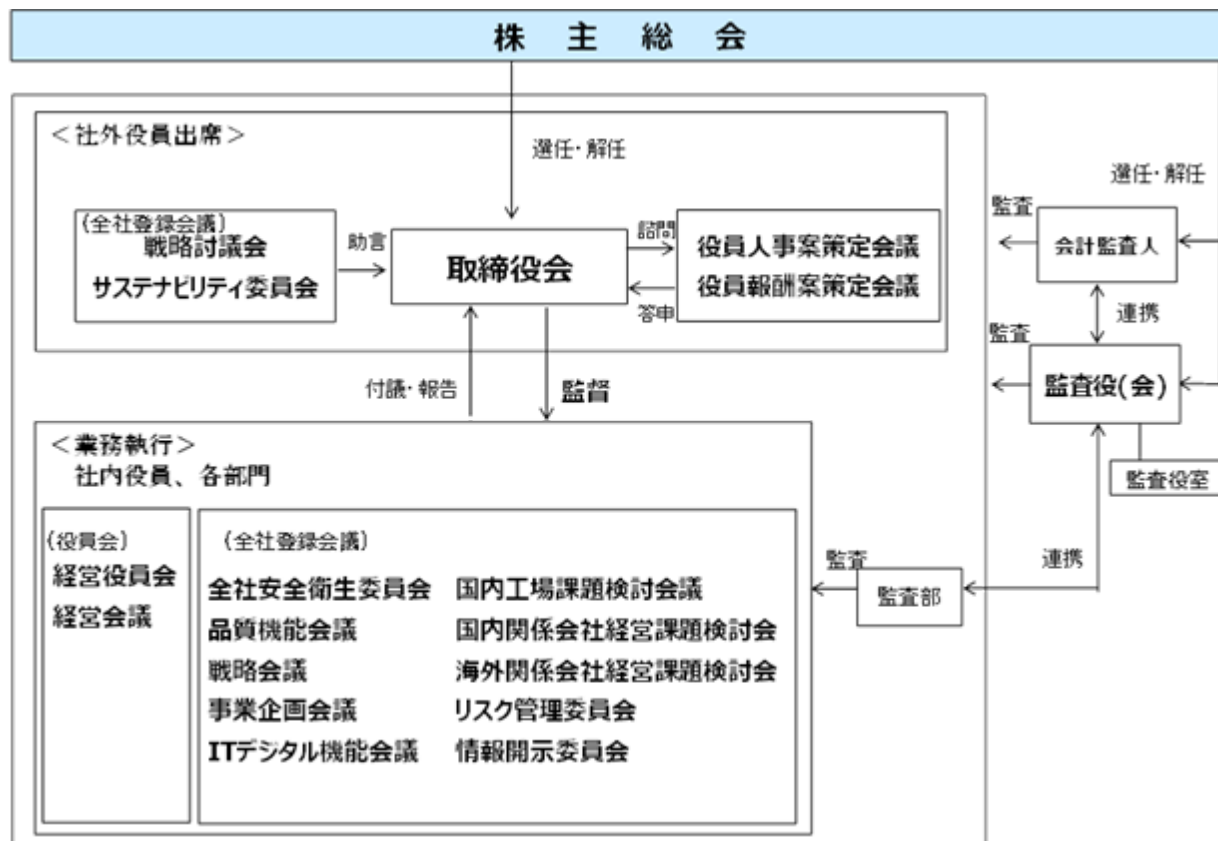 株主総会
＜社外役員出席＞
選任・解任
選任・解任
(全社登録会議)
戦略討議会
サステナビリティ委員会
助言
取締役会
諮問
答申
役員人事案策定会議
役員報酬案策定会議
監査
会計監査人
連携
監査
監査役(会)
監査役室
付議・報告
監督
＜業務執行＞
社内役員、各部門
(役員会)
経営役員会
経営会議
(全社登録会議)
全社安全衛生委員会
品質機能会議
戦略会議
事業企画会議
ITデジタル機能会議
国内工場課題検討会議
国内関係会社経営課題検討会
海外関係会社経営課題検討会
リスク管理委員会
情報開示委員会
監査
監査部
連携